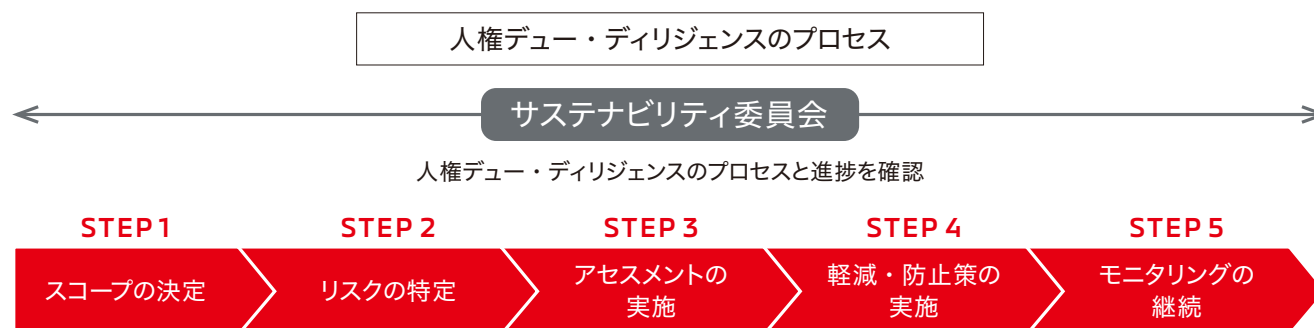 人権デュー・ディリジェンスのプロセス
サステナビリティ委員会
人権デュー・ディリジェンスのプロセスと進捗を確認
STEP 1
スコープの決定
STEP 2
リスクの特定
STEP 3
アセスメントの
実施
STEP 4
軽減・防止策の
実施
STEP 5
モニタリングの
継続